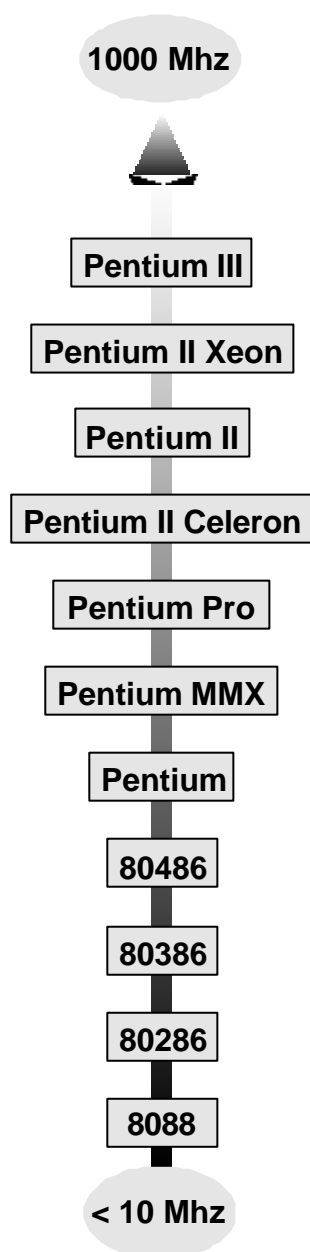 1000 Mhz
Pentium III
Pentium II Xeon
Pentium II
Pentium II Celeron
Pentium Pro
Pentium MMX
Pentium
80486
80386
80286
8088
< 10 Mhz